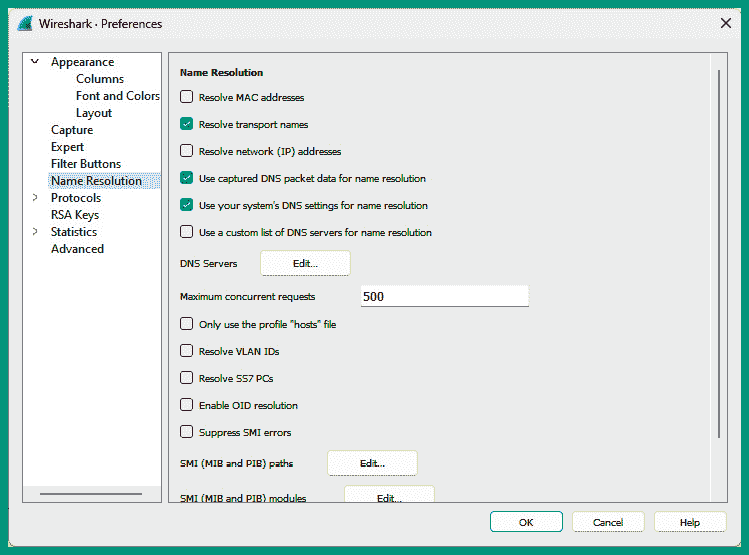 Wireshark · Preferences
Appearance
Columns
Font and Colors
Layout
Capture
Expert
Filter Buttons
Name Resolution
Protocols
RSA Keys
Statistics
Advanced
Name Resolution
Resolve MAC addresses
Resolve transport names
Resolve network (IP) addresses
Use captured DNS packet data for name resolution
Use your system's DNS settings for name resolution
Use a custom list of DNS servers for name resolution
DNS Servers Edit...
Maximum concurrent requests 500
Only use the profile "hosts" file
Resolve VLAN IDs
Resolve SS7 PCs
Enable OID resolution
Suppress SMI errors
SMI (MIB and PIB) paths Edit...
SMI (MIB and PIB) modules Edit...
OK Cancel Help